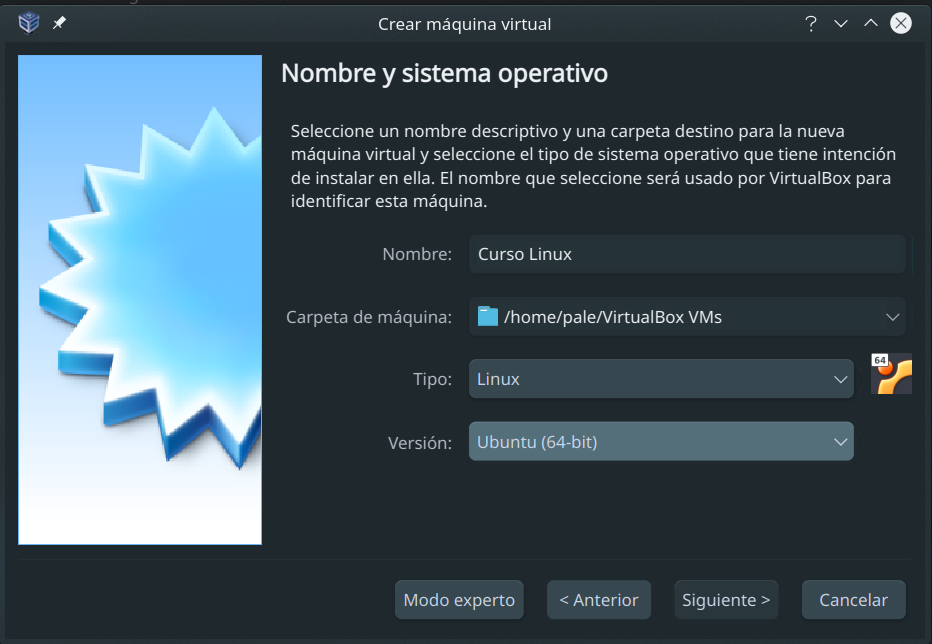 Crear máquina virtual
Nombre y sistema operativo
Seleccione un nombre descriptivo y una carpeta destino para la nueva
máquina virtual y seleccione el tipo de sistema operativo que tiene intención
de instalar en ella. El nombre que seleccione será usado por VirtualBox para
identificar esta máquina.
Nombre: Curso Linux
Carpeta de máquina: /home/pale/VirtualBox VMs
Tipo: Linux
64
Versión: Ubuntu (64-bit)
Modo experto < Anterior Siguiente > Cancelar